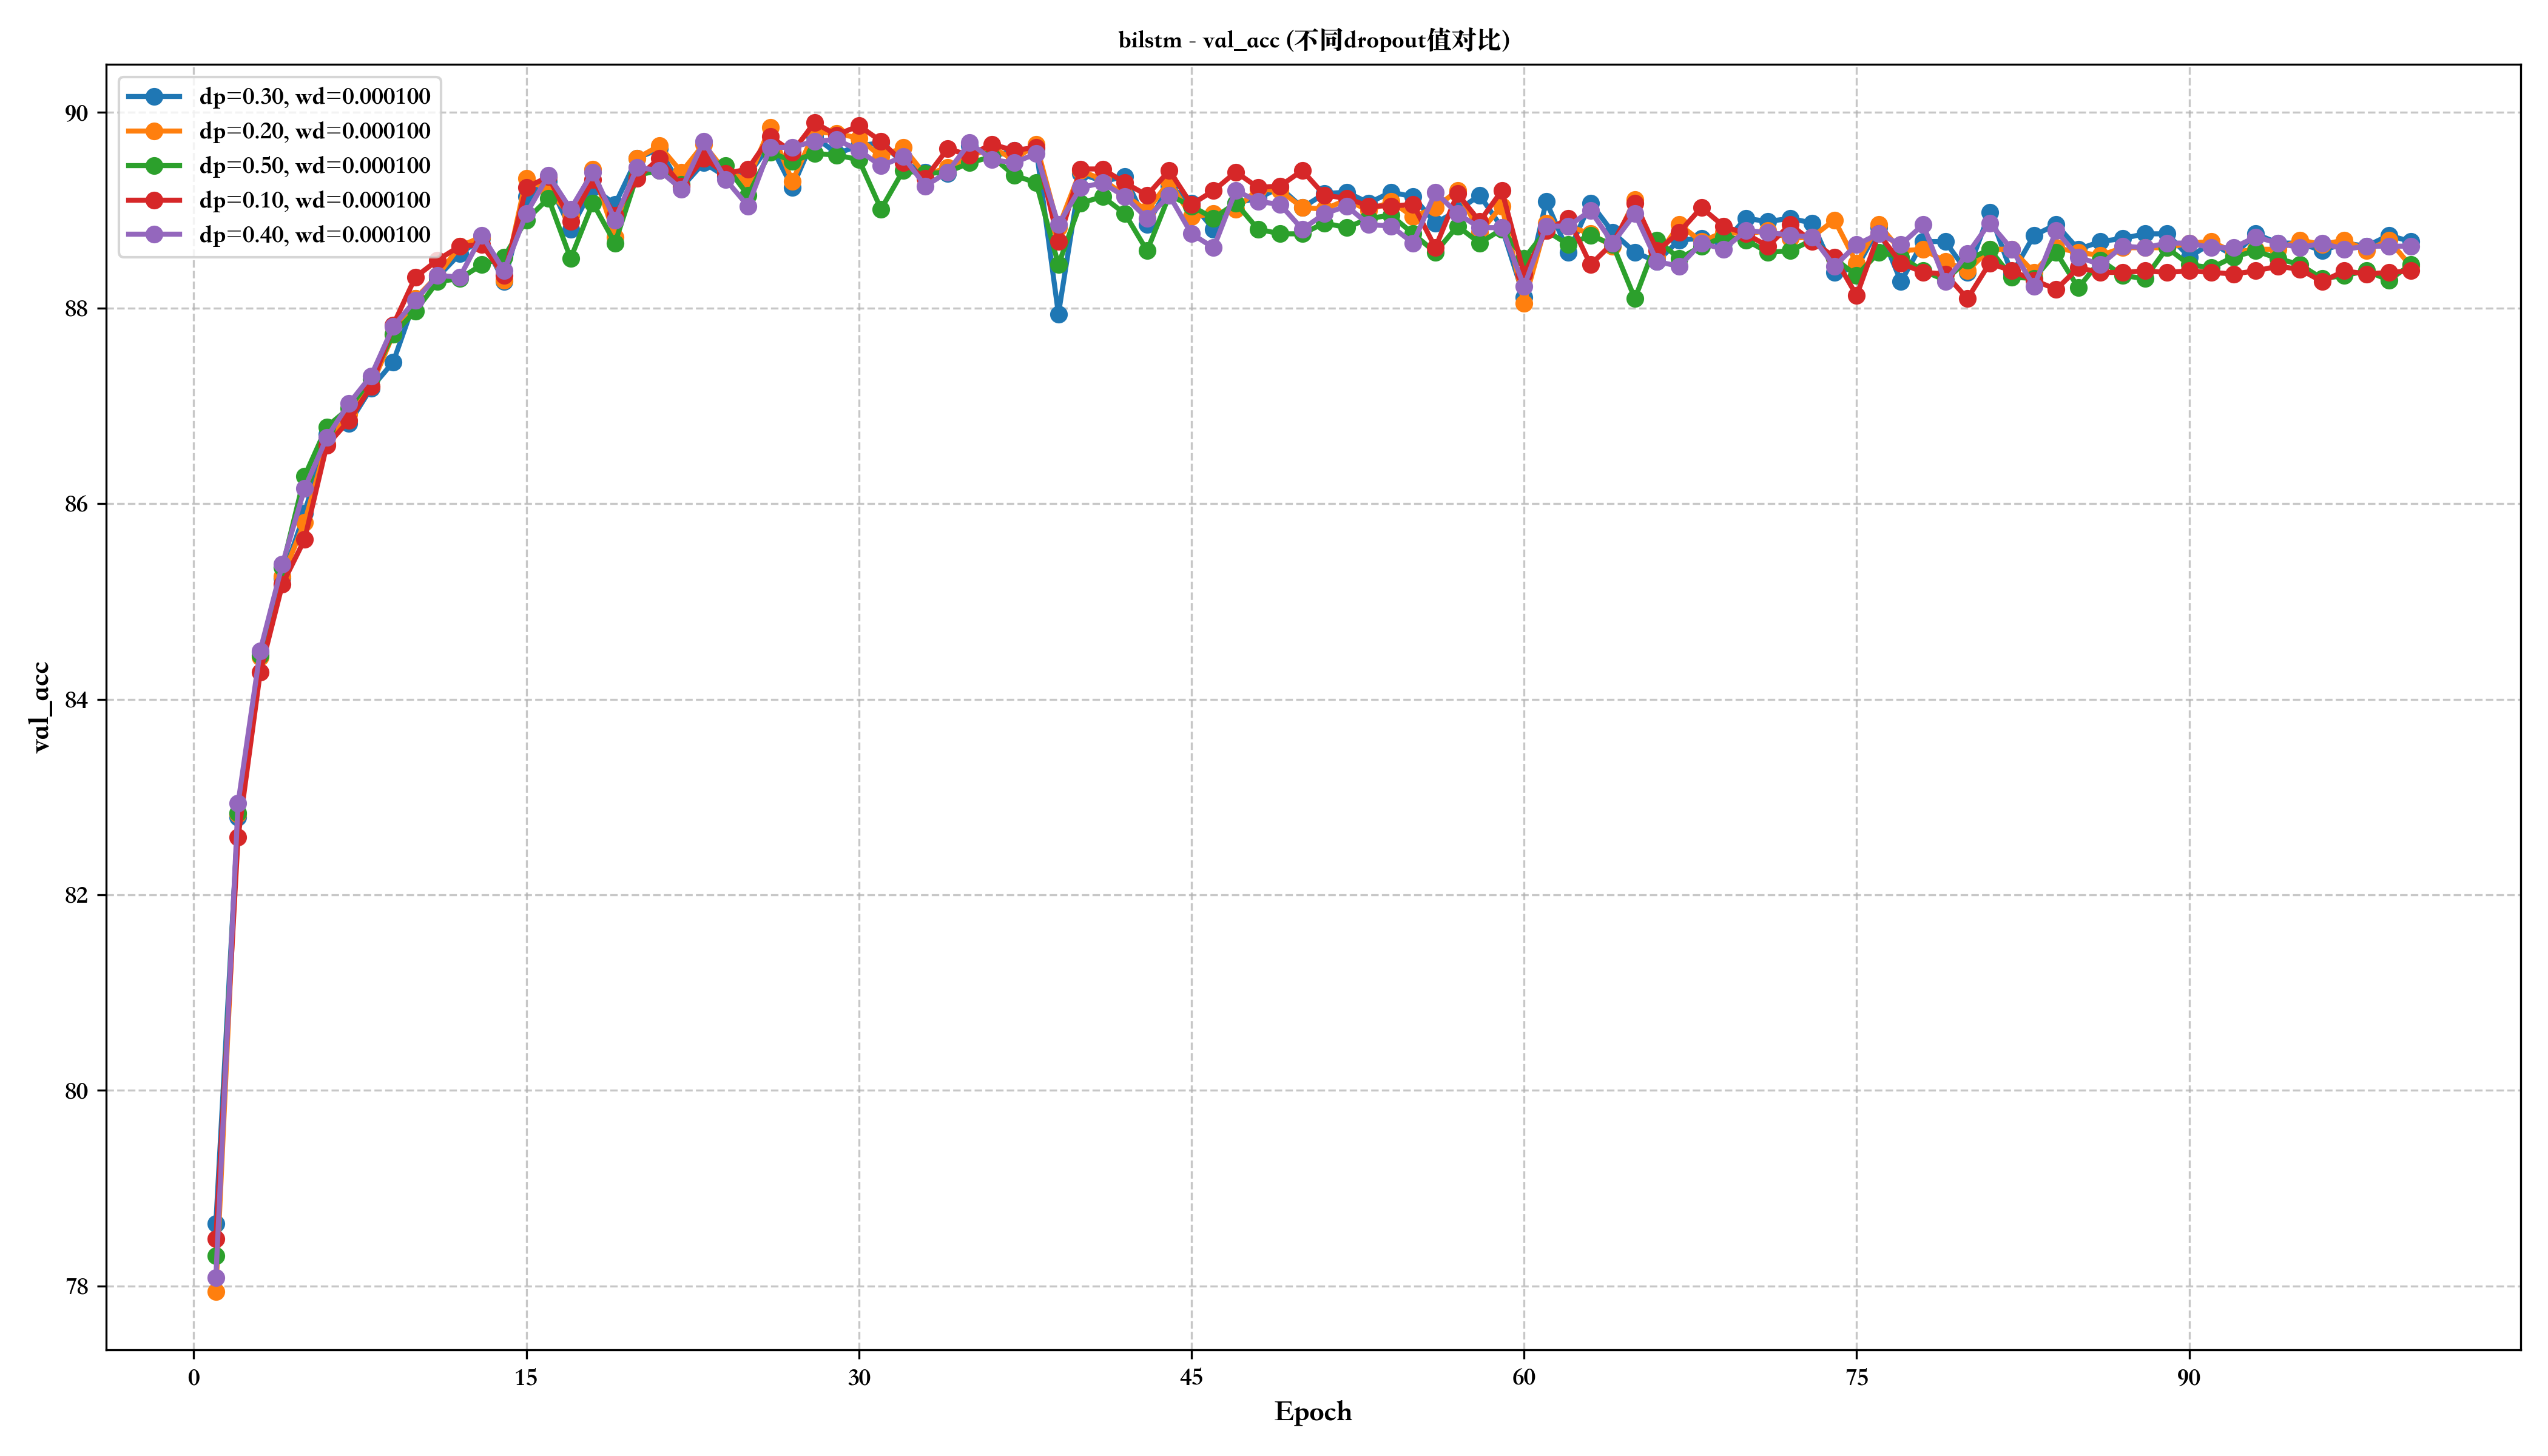 bilstm - val_acc (不同dropout值对比)
dp=0.30, wd=0.000100
dp=0.20, wd=0.000100
dp=0.50, wd=0.000100
dp=0.10, wd=0.000100
dp=0.40, wd=0.000100
90
88
86
84
82
80
78
val_acc
0 15 30 45 60 75 90
Epoch